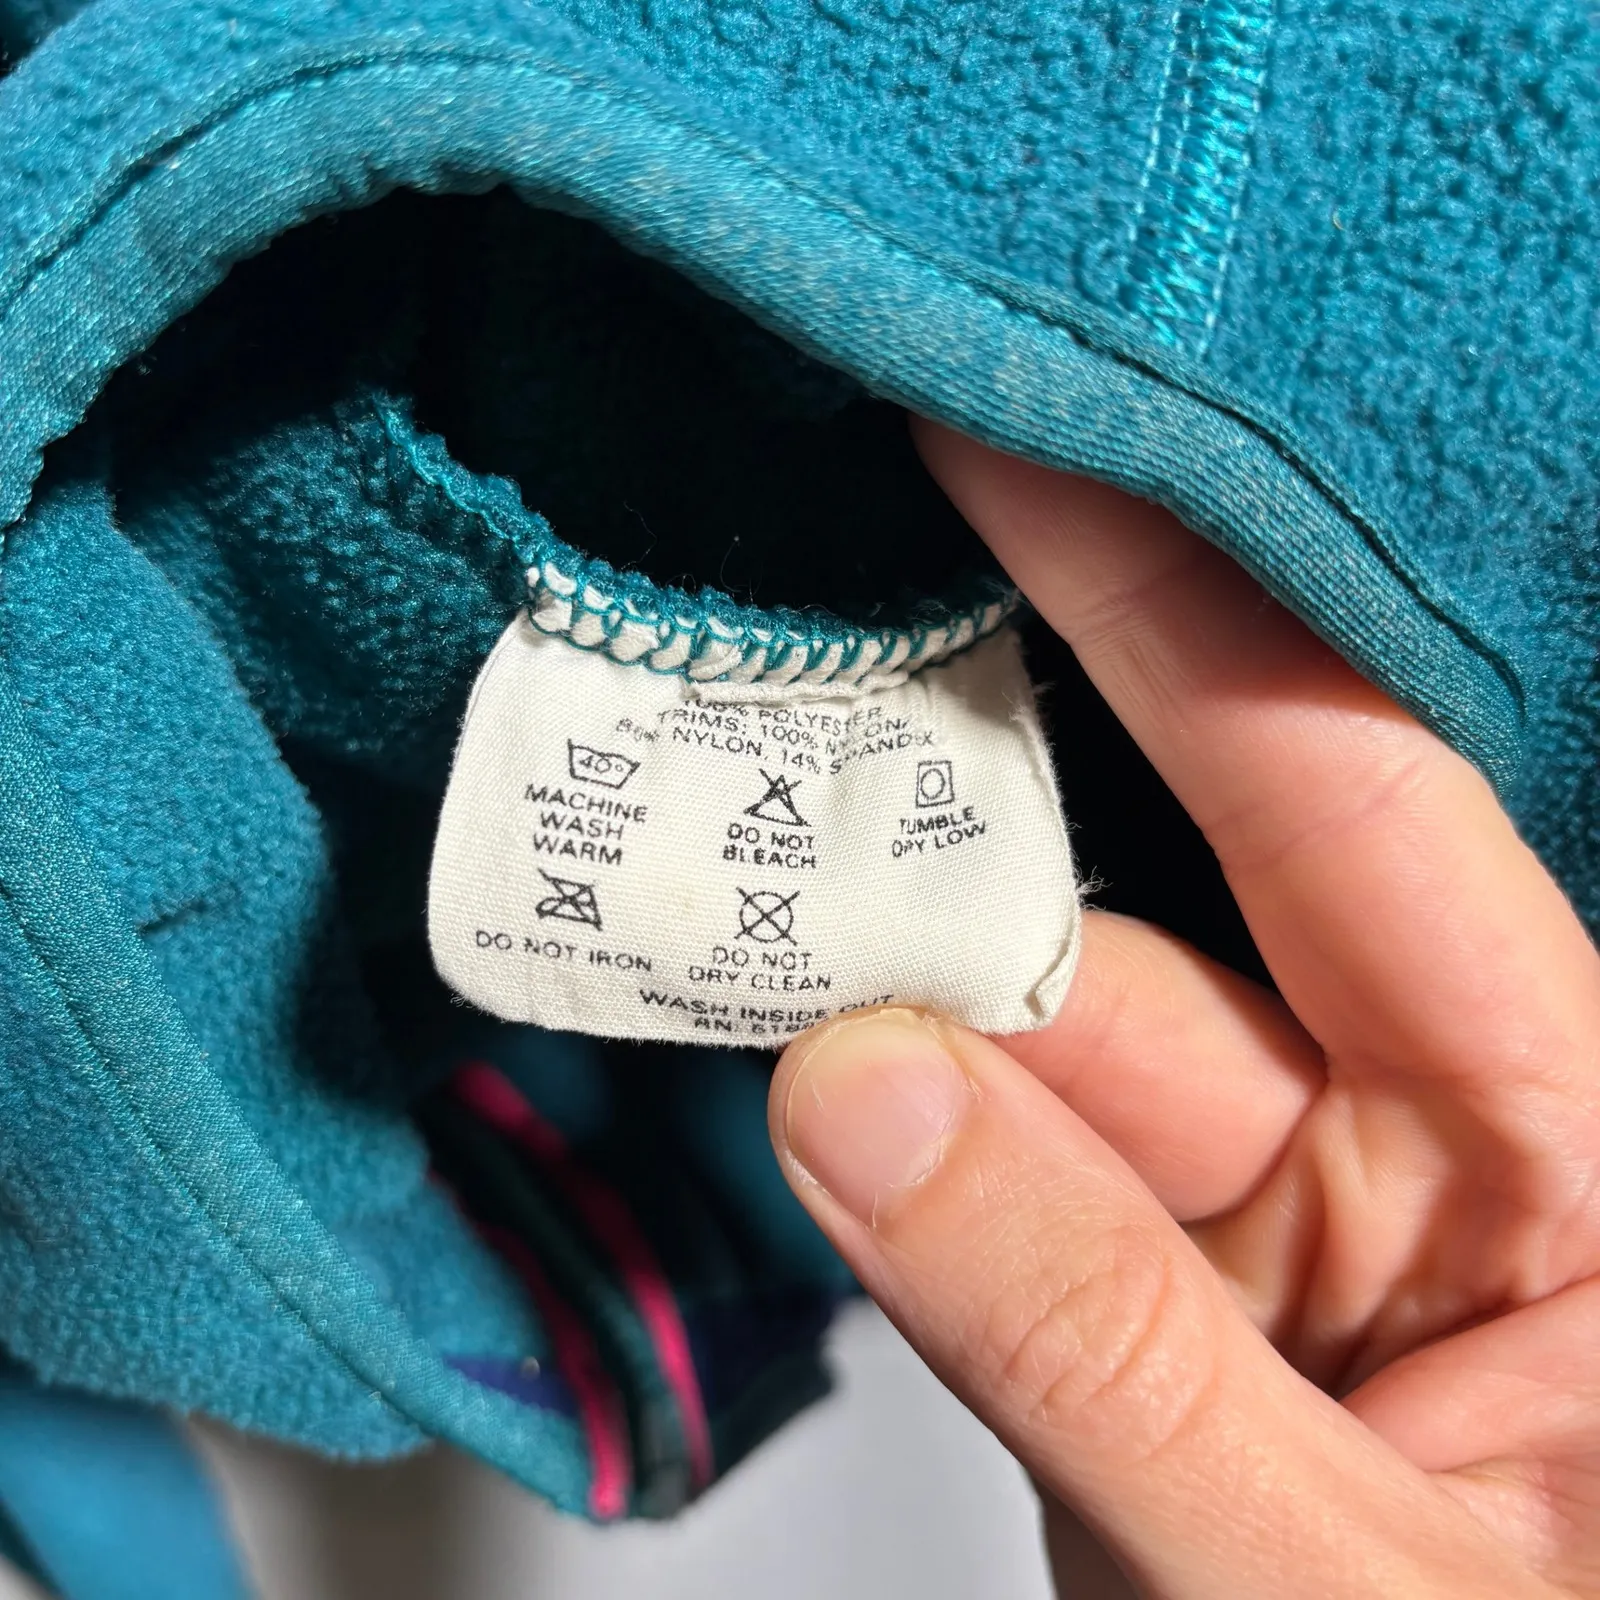 100% POLYESTER
TRIMS: 100% NYLON,
NYLON, 14% SPANDEX
40°
MACHINE
WASH
WARM
DO NOT
BLEACH
TUMBLE
DRY LOW
DO NOT IRON
DO NOT
DRY CLEAN
WASH INSIDE OUT
RN: